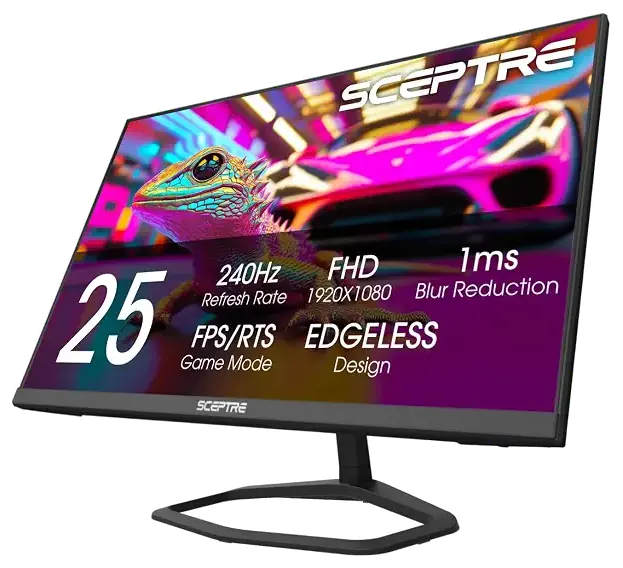 SCEPTRE
25
240Hz
Refresh Rate
FHD
1920X1080
1ms
Blur Reduction
FPS/RTS
Game Mode
EDGELESS
Design
SCEPTRE